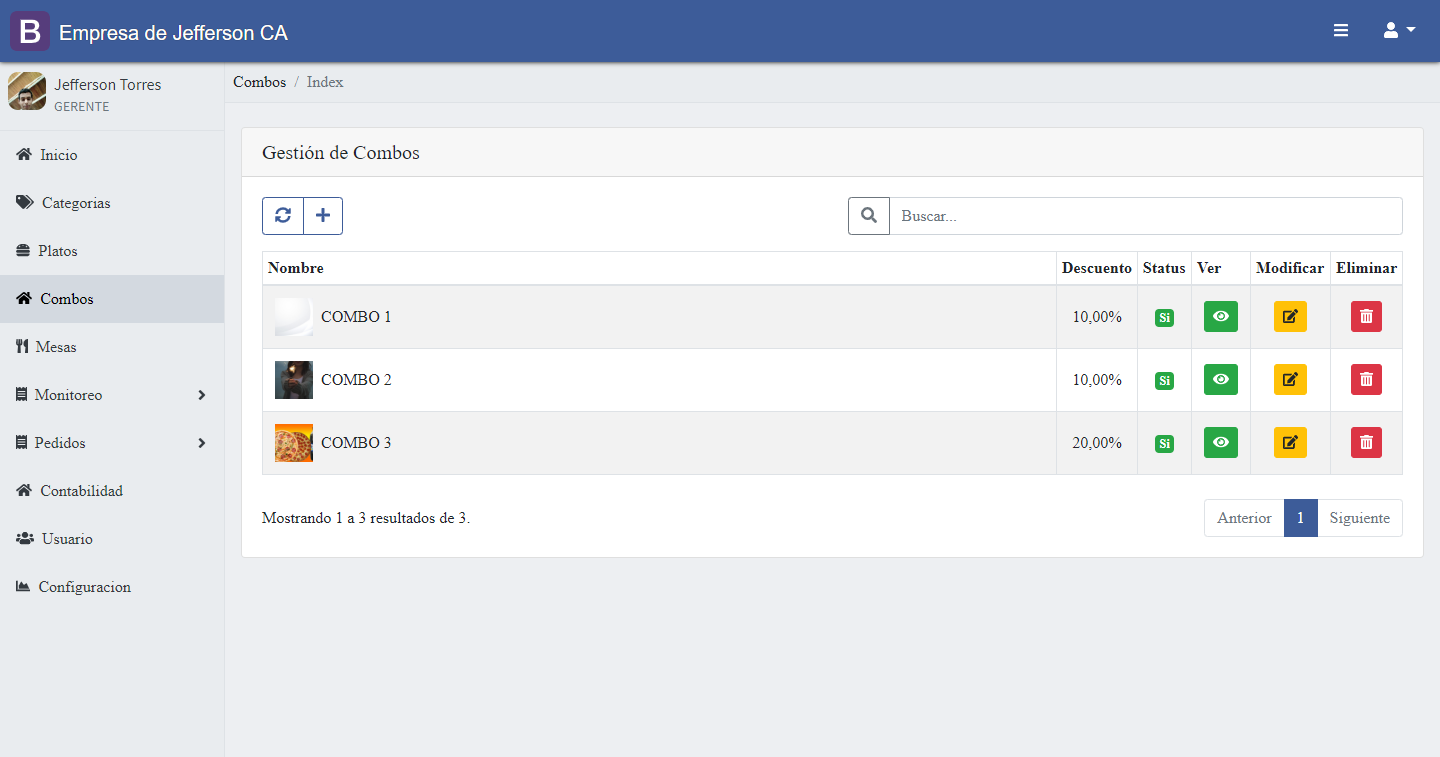 B Empresa de Jefferson CA
Jefferson Torres
GERENTE
Inicio
Categorias
Platos
Combos
Mesas
Monitoreo
Pedidos
Contabilidad
Usuario
Configuracion
Combos / Index
Gestión de Combos
Buscar...
Nombre Descuento Status Ver Modificar Eliminar
COMBO 1 10,00% Si
COMBO 2 10,00% Si
COMBO 3 20,00% Si
Mostrando 1 a 3 resultados de 3.
Anterior 1 Siguiente